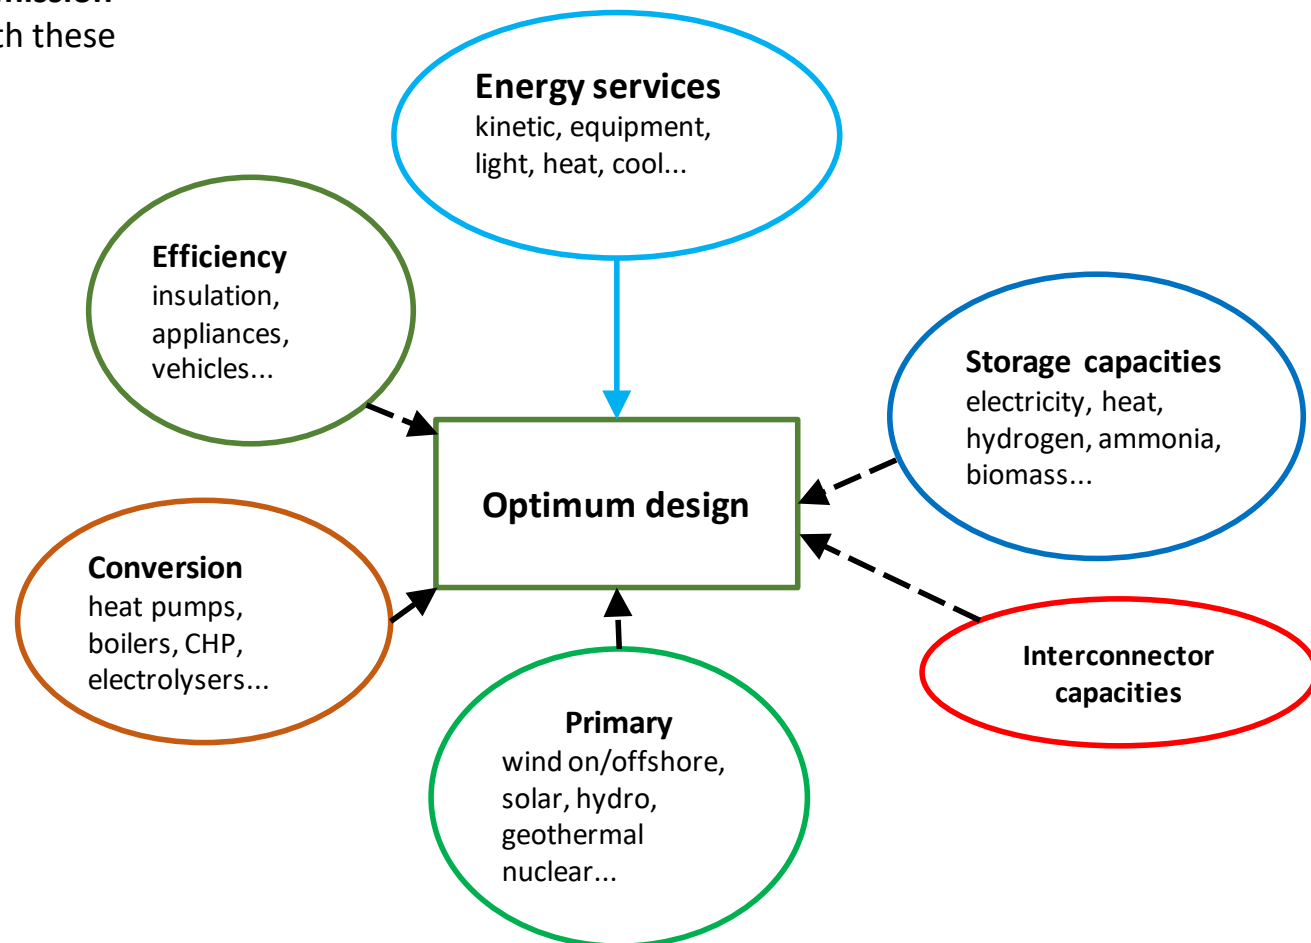 th these
Energy services
kinetic, equipment,
light, heat, cool...
Efficiency
insulation,
appliances,
vehicles...
Storage capacities
electricity, heat,
hydrogen, ammonia,
biomass...
Optimum design
Conversion
heat pumps,
boilers, CHP,
electrolysers...
Interconnector
capacities
Primary
wind on/offshore,
solar, hydro,
geothermal
nuclear...